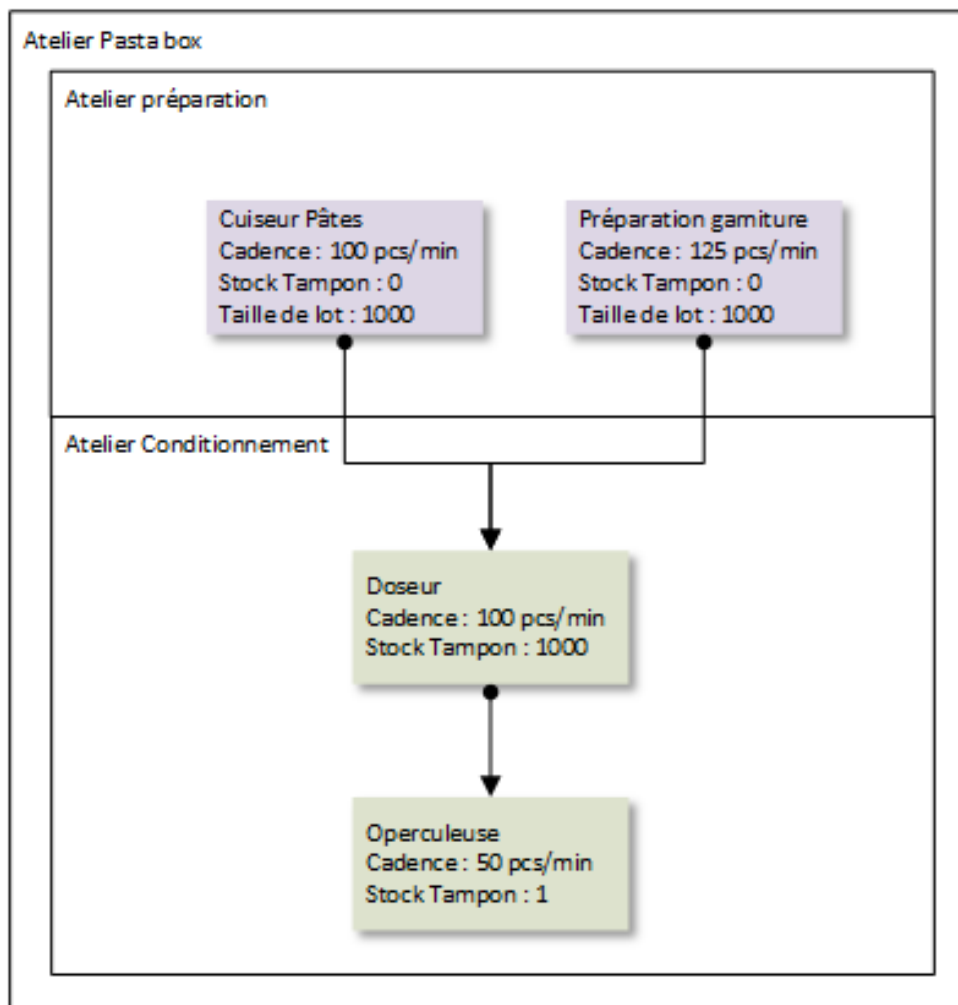 Atelier Pasta box
Atelier préparation
Cuiseur Pâtes
Cadence : 100 pcs/min
Stock Tampon : 0
Taille de lot : 1000
Préparation garniture
Cadence : 125 pcs/min
Stock Tampon : 0
Taille de lot : 1000
Atelier Conditionnement
Doseur
Cadence : 100 pcs/min
Stock Tampon : 1000
Operculeuse
Cadence : 50 pcs/min
Stock Tampon : 1